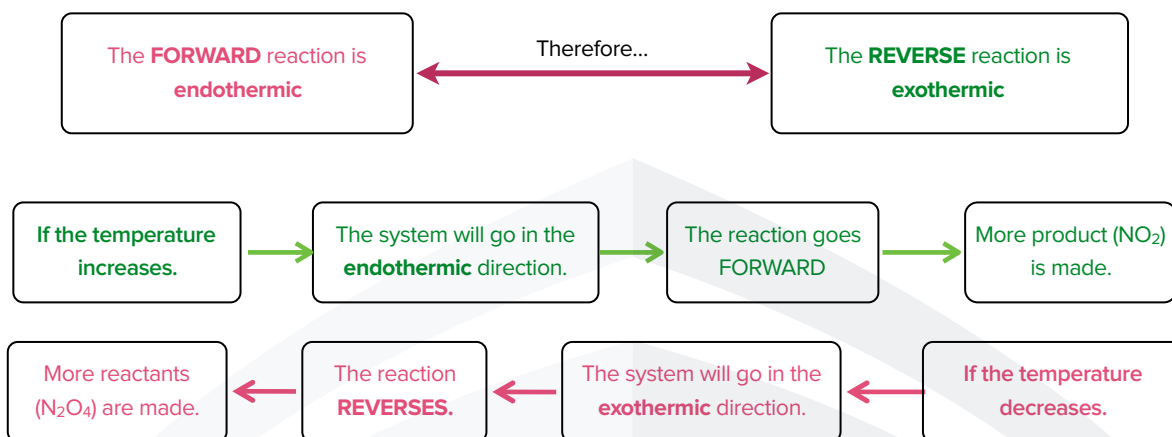 The FORWARD reaction is
endothermic
Therefore...
The REVERSE reaction is
exothermic
If the temperature
increases.
The system will go in the
endothermic direction.
The reaction goes
FORWARD
More product (NO₂)
is made.
More reactants
(N₂O₄) are made.
The reaction
REVERSES.
The system will go in the
exothermic direction.
If the temperature
decreases.